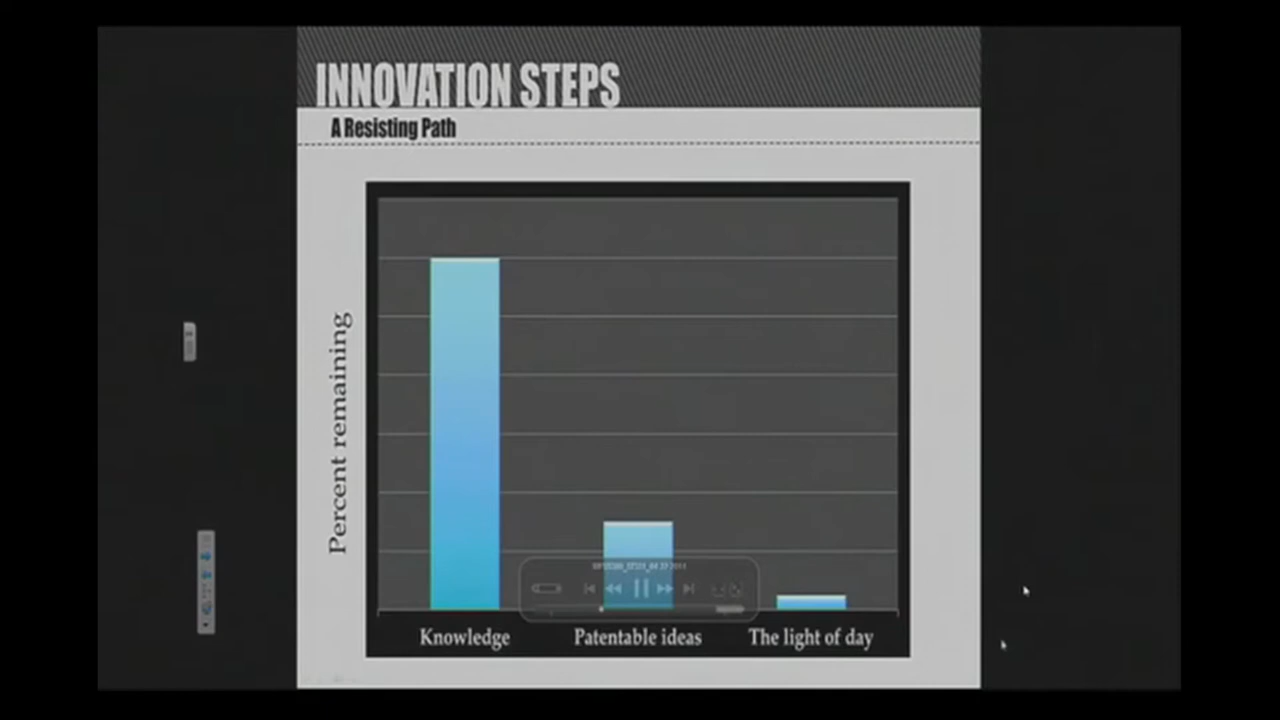 INNOVATION STEPS
A Resisting Path
Percent remaining
Knowledge
Patentable ideas
The light of day